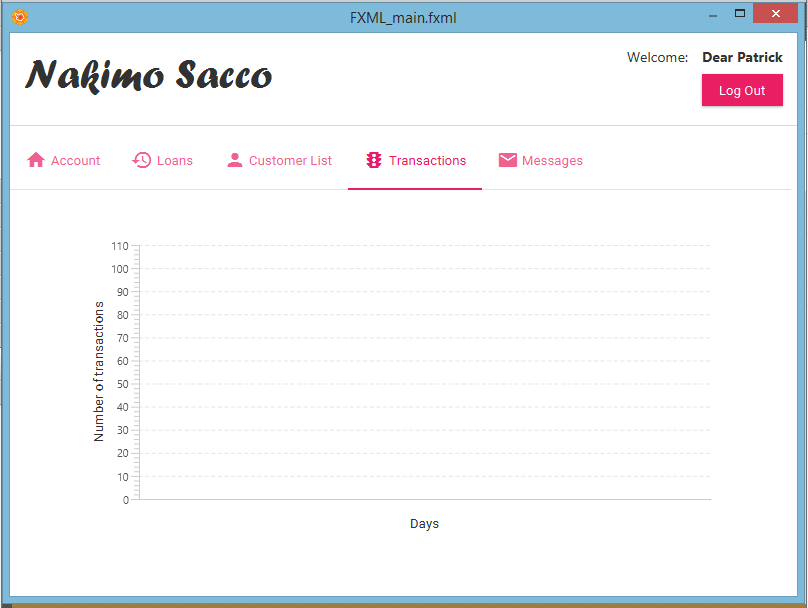 FXML_main.fxml
Nakimo Sacco
Welcome: Dear Patrick
Log Out
Account Loans Customer List Transactions Messages
110
100
90
80
70
60
50
40
30
20
10
0
Number of transactions
Days